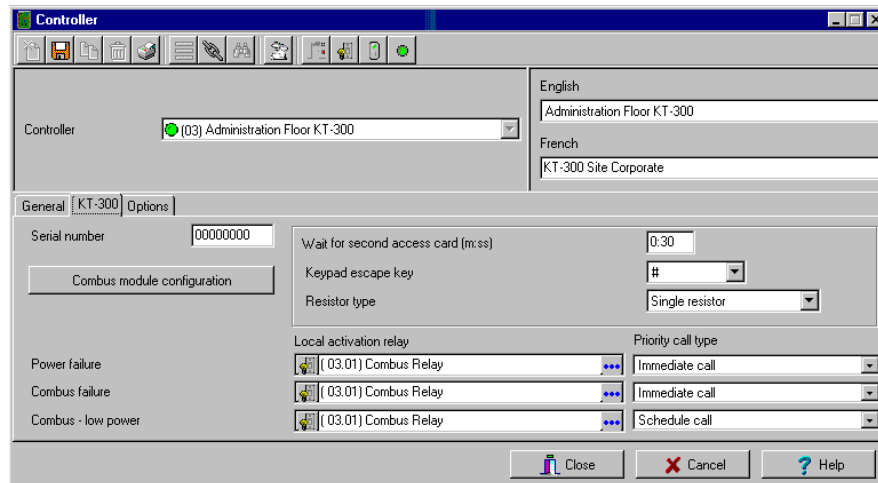 Controller
English
Administration Floor KT-300
Controller
(03) Administration Floor KT-300
French
KT-300 Site Corporate
General KT-300 Options
Serial number 00000000
Wait for second access card (m:ss) 0:30
Combus module configuration
Keypad escape key #
Resistor type Single resistor
Local activation relay Priority call type
Power failure ( 03.01) Combus Relay Immediate call
Combus failure ( 03.01) Combus Relay Immediate call
Combus - low power ( 03.01) Combus Relay Schedule call
Close Cancel Help